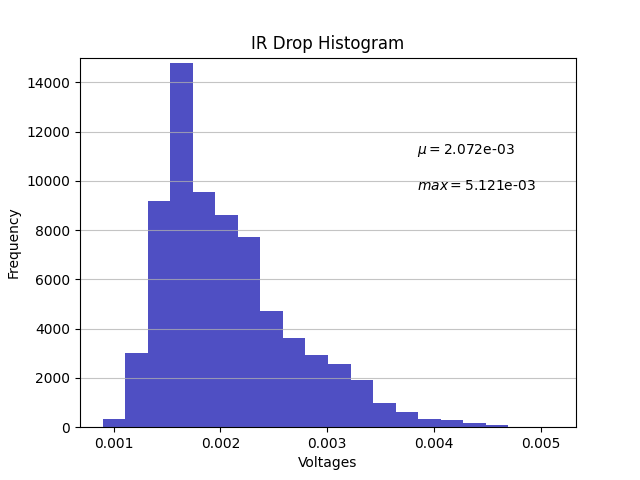 IR Drop Histogram
14000
12000
10000
8000
6000
4000
2000
0
Frequency
μ = 2.072e-03
max = 5.121e-03
0.001 0.002 0.003 0.004 0.005
Voltages